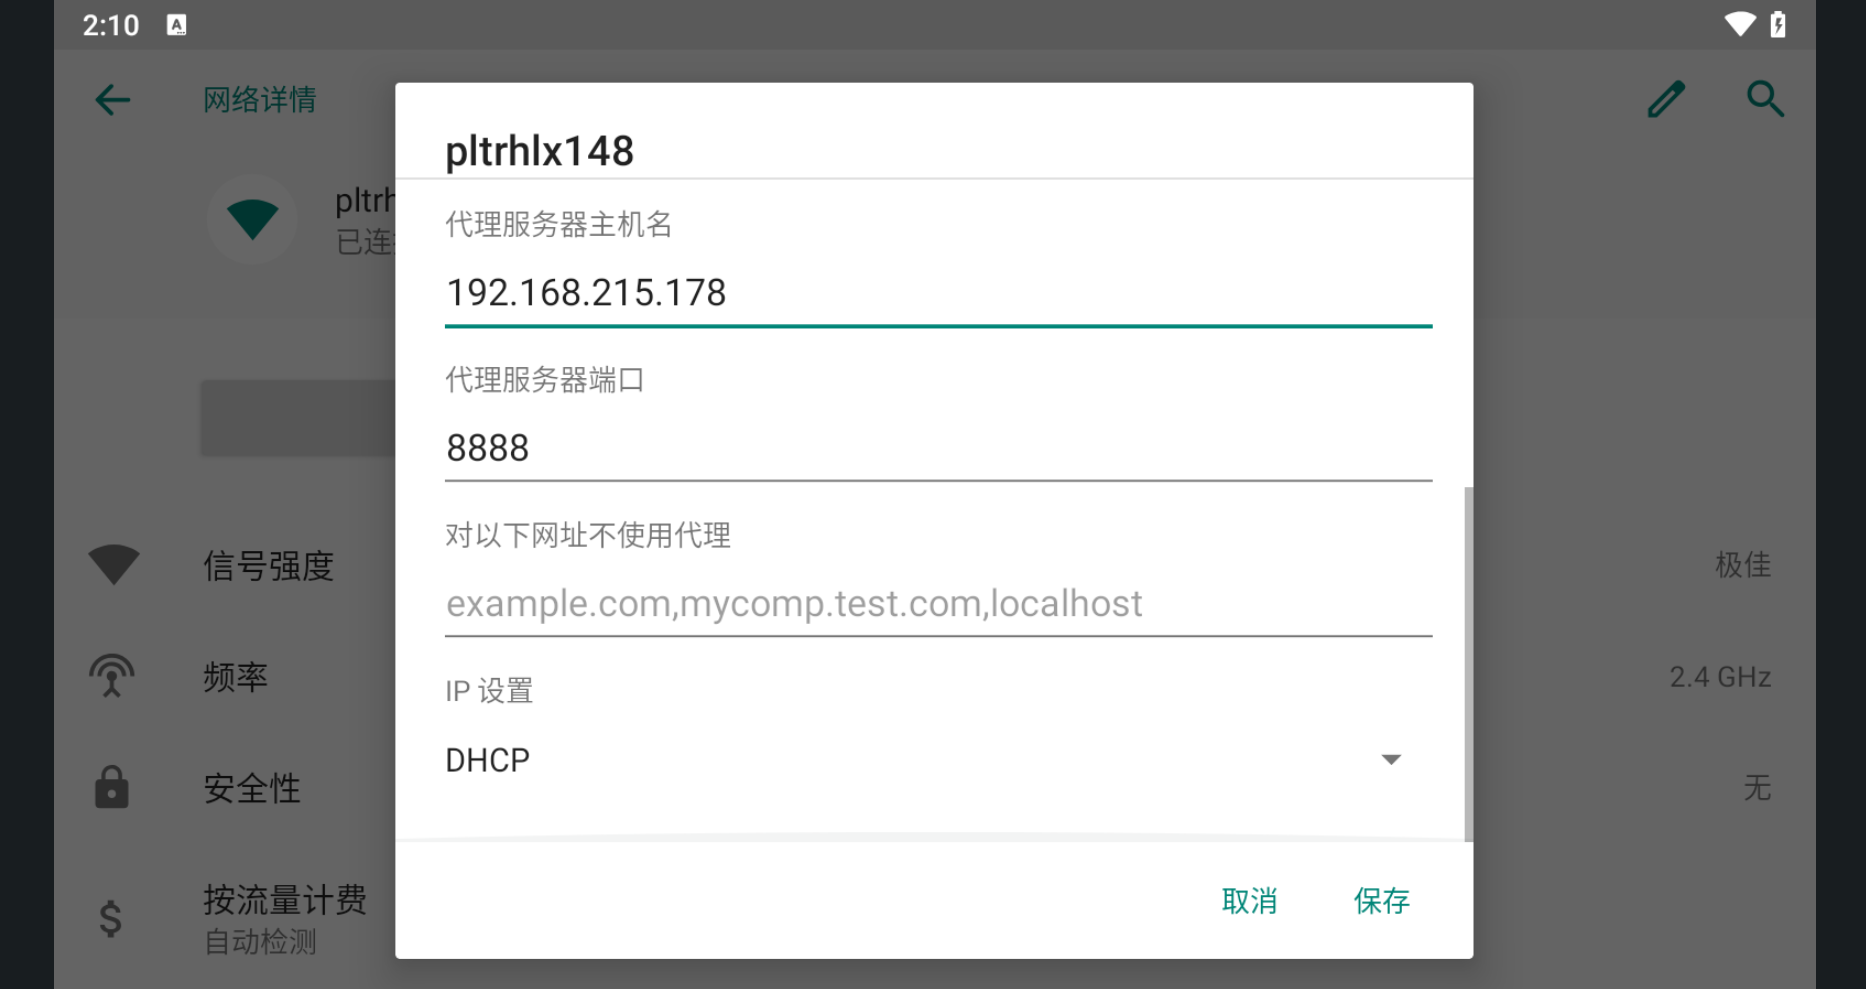 2:10
网络详情
pltrhlx148
pltrh
已连
代理服务器主机名
192.168.215.178
代理服务器端口
8888
对以下网址不使用代理
example.com,mycomp.test.com,localhost
IP 设置
DHCP
信号强度
极佳
频率
2.4 GHz
安全性
无
按流量计费
自动检测
取消
保存